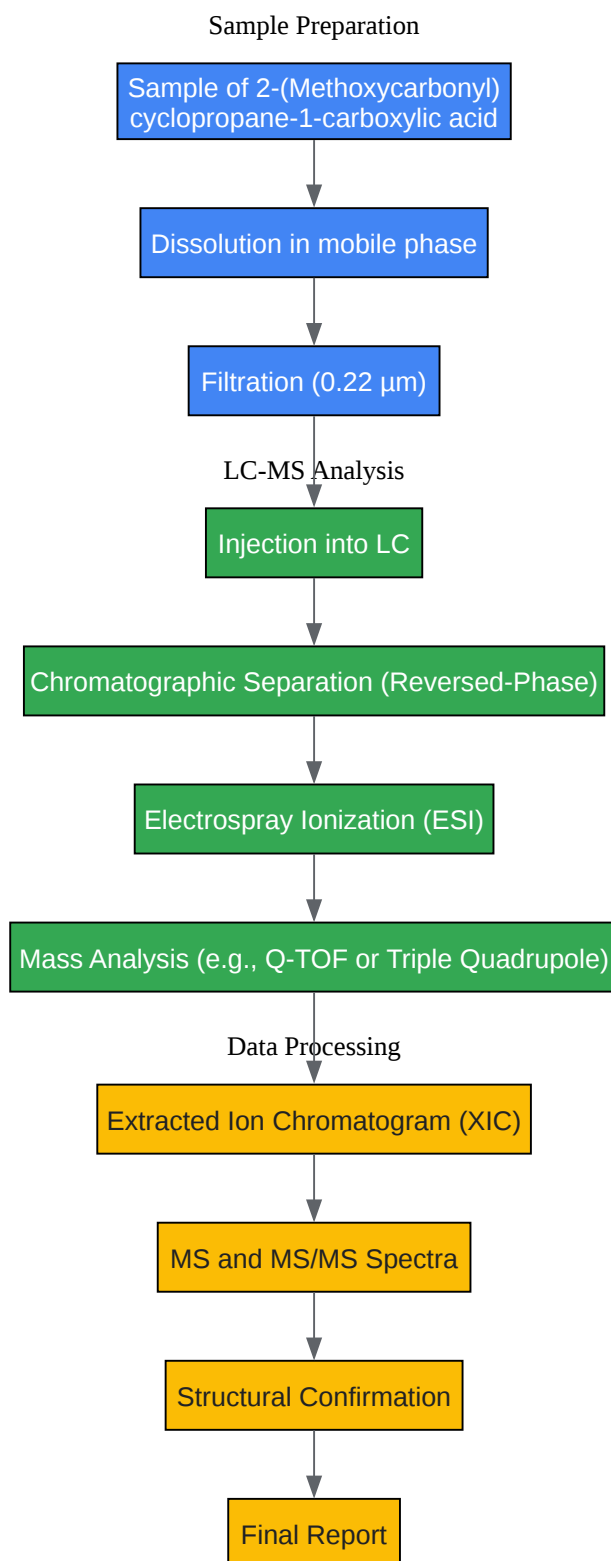 Sample Preparation
Sample of 2-(Methoxycarbonyl)
cyclopropane-1-carboxylic acid
Dissolution in mobile phase
Filtration (0.22 µm)
LC-MS Analysis
Injection into LC
Chromatographic Separation (Reversed-Phase)
Electrospray Ionization (ESI)
Mass Analysis (e.g., Q-TOF or Triple Quadrupole)
Data Processing
Extracted Ion Chromatogram (XIC)
MS and MS/MS Spectra
Structural Confirmation
Final Report